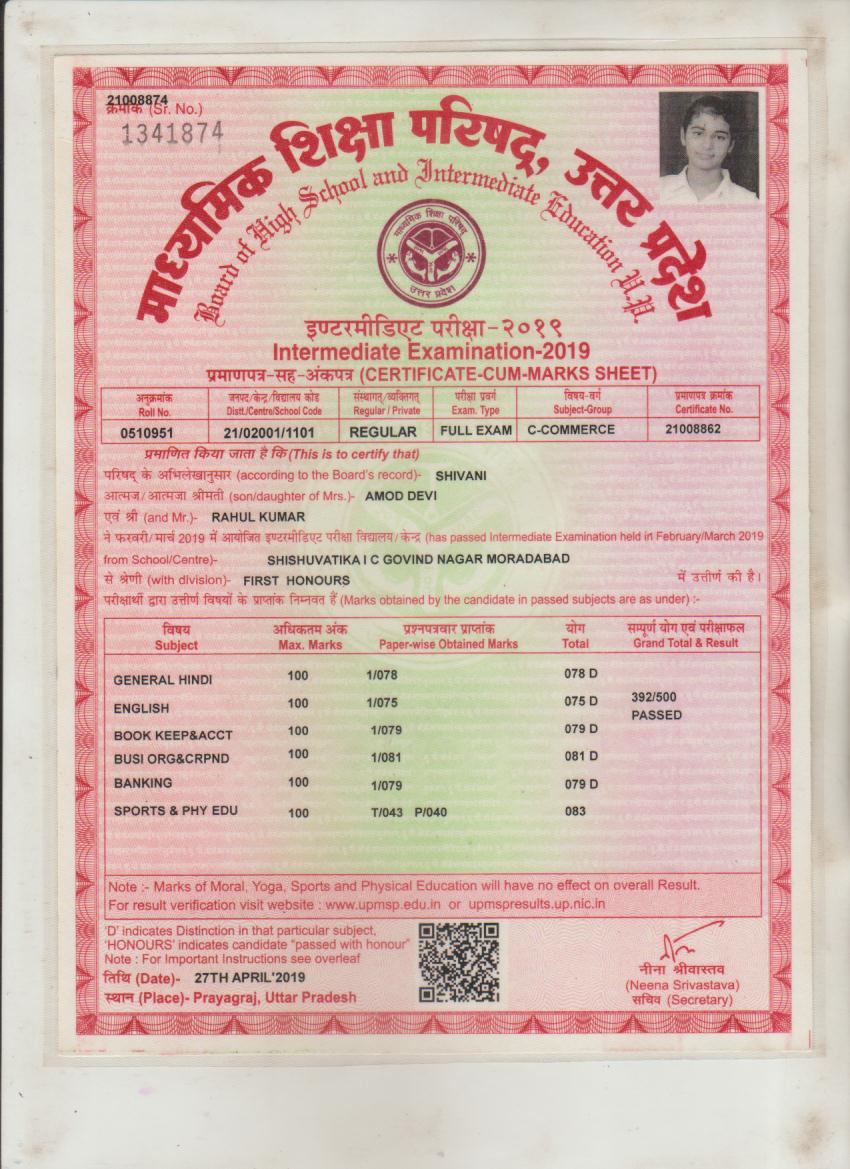 21008874
क्रमांक (Sr. No.)
1341874
माध्यमिक शिक्षा परिषद्, उत्तर प्रदेश
Board of High School and Intermediate Education U.P.
माध्यमिक शिक्षा परिषद्
उत्तर प्रदेश
इण्टरमीडिएट परीक्षा-२०१९
Intermediate Examination-2019
प्रमाणपत्र-सह-अंकपत्र (CERTIFICATE-CUM-MARKS SHEET)
अनुक्रमांक जनपद/केन्द्र/विद्यालय कोड संस्थागत्/व्यक्तिगत् परीक्षा प्रवर्ग विषय-वर्ग प्रमाणपत्र क्रमांक
Roll No. Distt./Centre/School Code Regular / Private Exam. Type Subject-Group Certificate No.
0510951 21/02001/1101 REGULAR FULL EXAM C-COMMERCE 21008862
प्रमाणित किया जाता है कि (This is to certify that)
परिषद् के अभिलेखानुसार (according to the Board's record)- SHIVANI
आत्मज/आत्मजा श्रीमती (son/daughter of Mrs.)- AMOD DEVI
एवं श्री (and Mr.)- RAHUL KUMAR
ने फरवरी/मार्च 2019 में आयोजित इण्टरमीडिएट परीक्षा विद्यालय/केन्द्र (has passed Intermediate Examination held in February/March 2019
from School/Centre)- SHISHUVATIKA I C GOVIND NAGAR MORADABAD
से श्रेणी (with division)- FIRST HONOURS में उत्तीर्ण की है।
परीक्षार्थी द्वारा उत्तीर्ण विषयों के प्राप्तांक निम्नवत हैं (Marks obtained by the candidate in passed subjects are as under) :-
विषय अधिकतम अंक प्रश्नपत्रवार प्राप्तांक योग सम्पूर्ण योग एवं परीक्षाफल
Subject Max. Marks Paper-wise Obtained Marks Total Grand Total & Result
GENERAL HINDI 100 1/078 078 D
ENGLISH 100 1/075 075 D 392/500
PASSED
BOOK KEEP&ACCT 100 1/079 079 D
BUSI ORG&CRPND 100 1/081 081 D
BANKING 100 1/079 079 D
SPORTS & PHY EDU 100 T/043 P/040 083
Note :- Marks of Moral, Yoga, Sports and Physical Education will have no effect on overall Result.
For result verification visit website : www.upmsp.edu.in or upmspresults.up.nic.in
'D' indicates Distinction in that particular subject,
'HONOURS' indicates candidate "passed with honour"
Note : For Important Instructions see overleaf
तिथि (Date)- 27TH APRIL'2019
स्थान (Place)- Prayagraj, Uttar Pradesh
नीना श्रीवास्तव
(Neena Srivastava)
सचिव (Secretary)